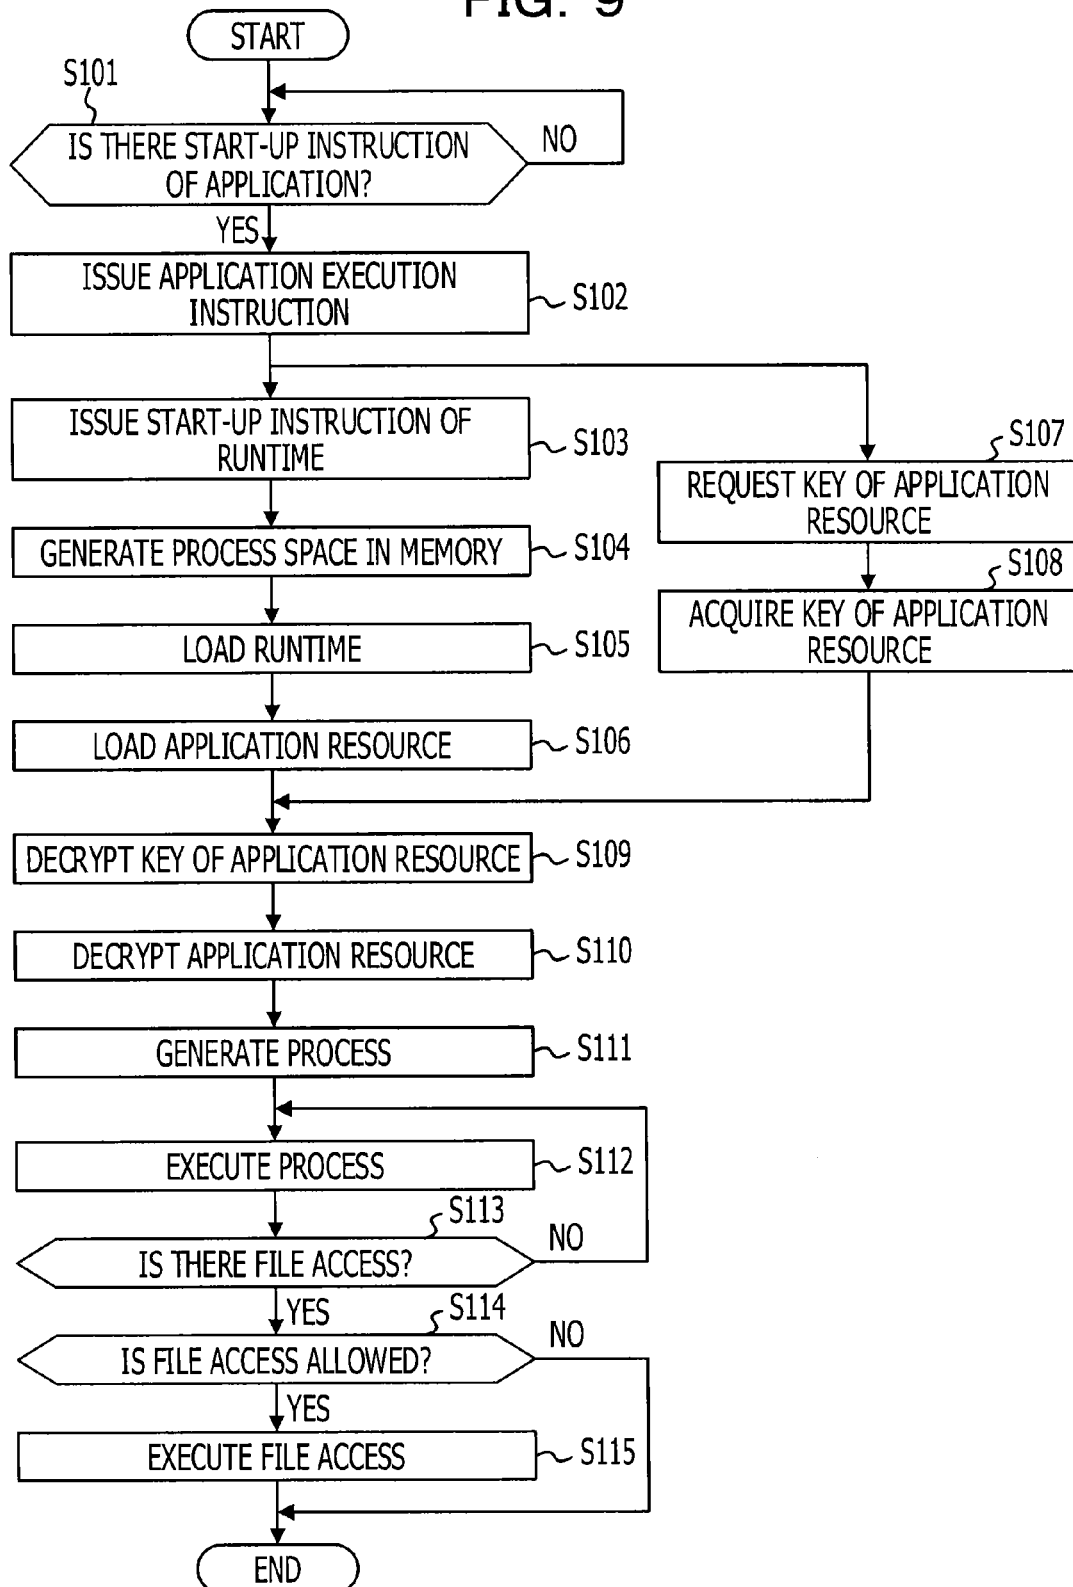 FIG. 9
START
S101
IS THERE START-UP INSTRUCTION
OF APPLICATION?
NO
YES
ISSUE APPLICATION EXECUTION
INSTRUCTION
S102
ISSUE START-UP INSTRUCTION OF
RUNTIME
S103
S107
REQUEST KEY OF APPLICATION
RESOURCE
GENERATE PROCESS SPACE IN MEMORY
S104
S108
ACQUIRE KEY OF APPLICATION
RESOURCE
LOAD RUNTIME
S105
LOAD APPLICATION RESOURCE
S106
DECRYPT KEY OF APPLICATION RESOURCE
S109
DECRYPT APPLICATION RESOURCE
S110
GENERATE PROCESS
S111
EXECUTE PROCESS
S112
S113
IS THERE FILE ACCESS?
NO
YES
S114
IS FILE ACCESS ALLOWED?
NO
YES
EXECUTE FILE ACCESS
S115
END